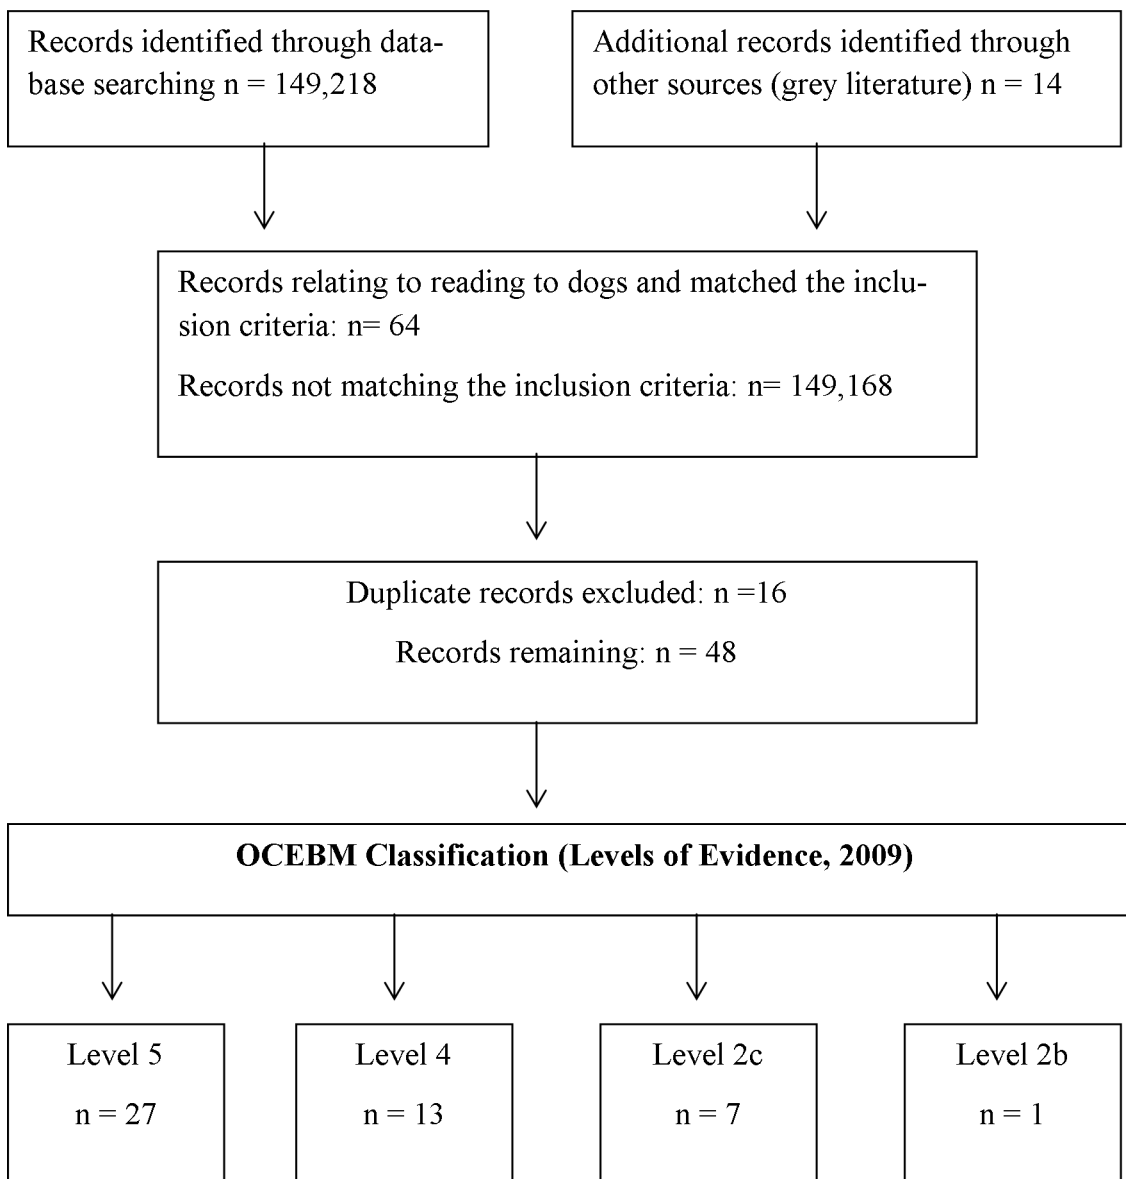 Records identified through data-
base searching n = 149,218
Additional records identified through
other sources (grey literature) n = 14
Records relating to reading to dogs and matched the inclu-
sion criteria: n= 64
Records not matching the inclusion criteria: n= 149,168
Duplicate records excluded: n =16
Records remaining: n = 48
OCEBM Classification (Levels of Evidence, 2009)
Level 5
n = 27
Level 4
n = 13
Level 2c
n = 7
Level 2b
n = 1